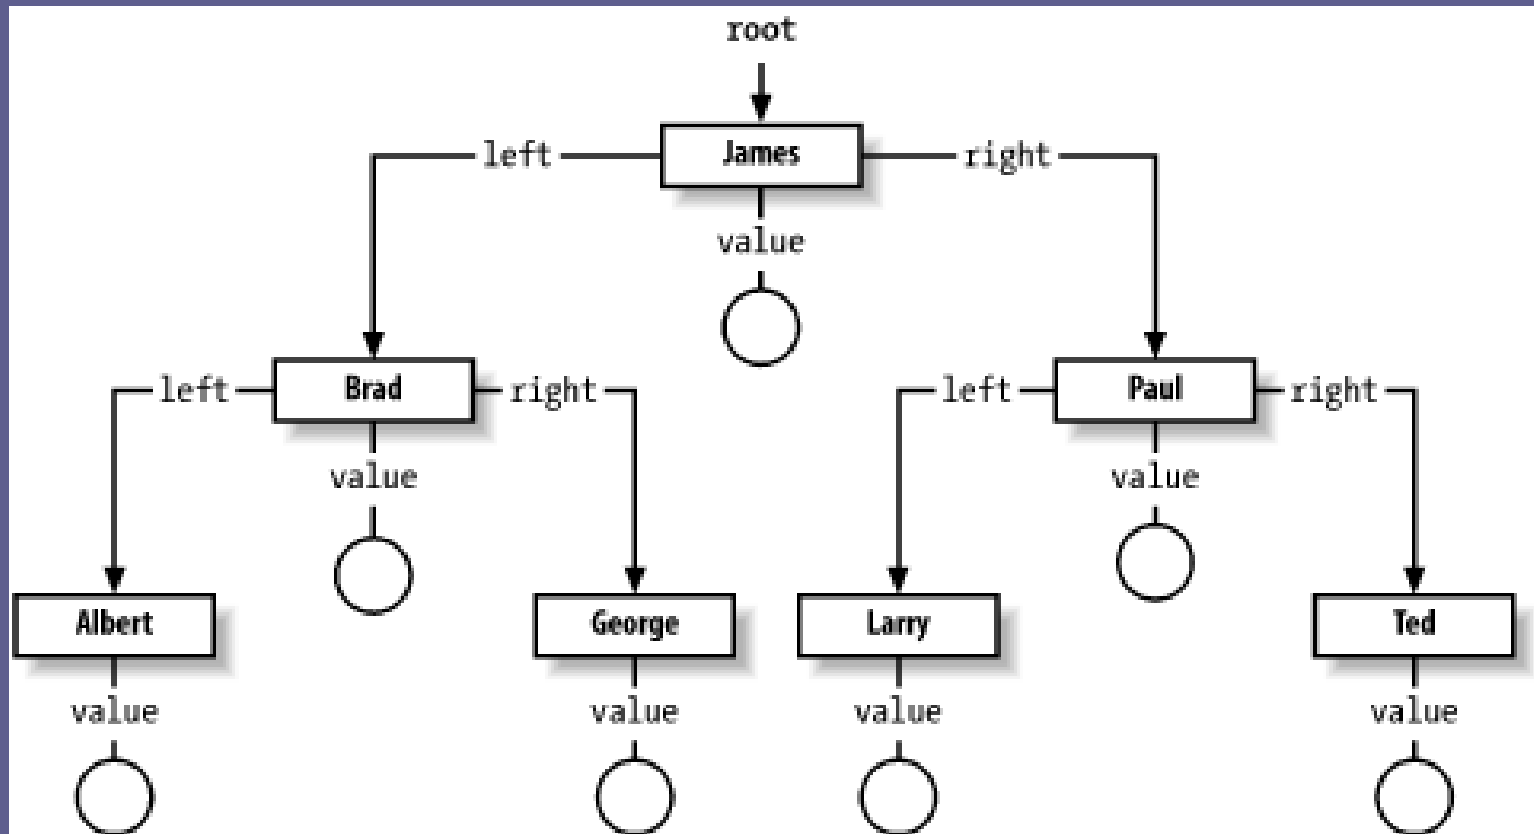 root
left James right
value
left Brad right left Paul right
value value
Albert George Larry Ted
value value value value